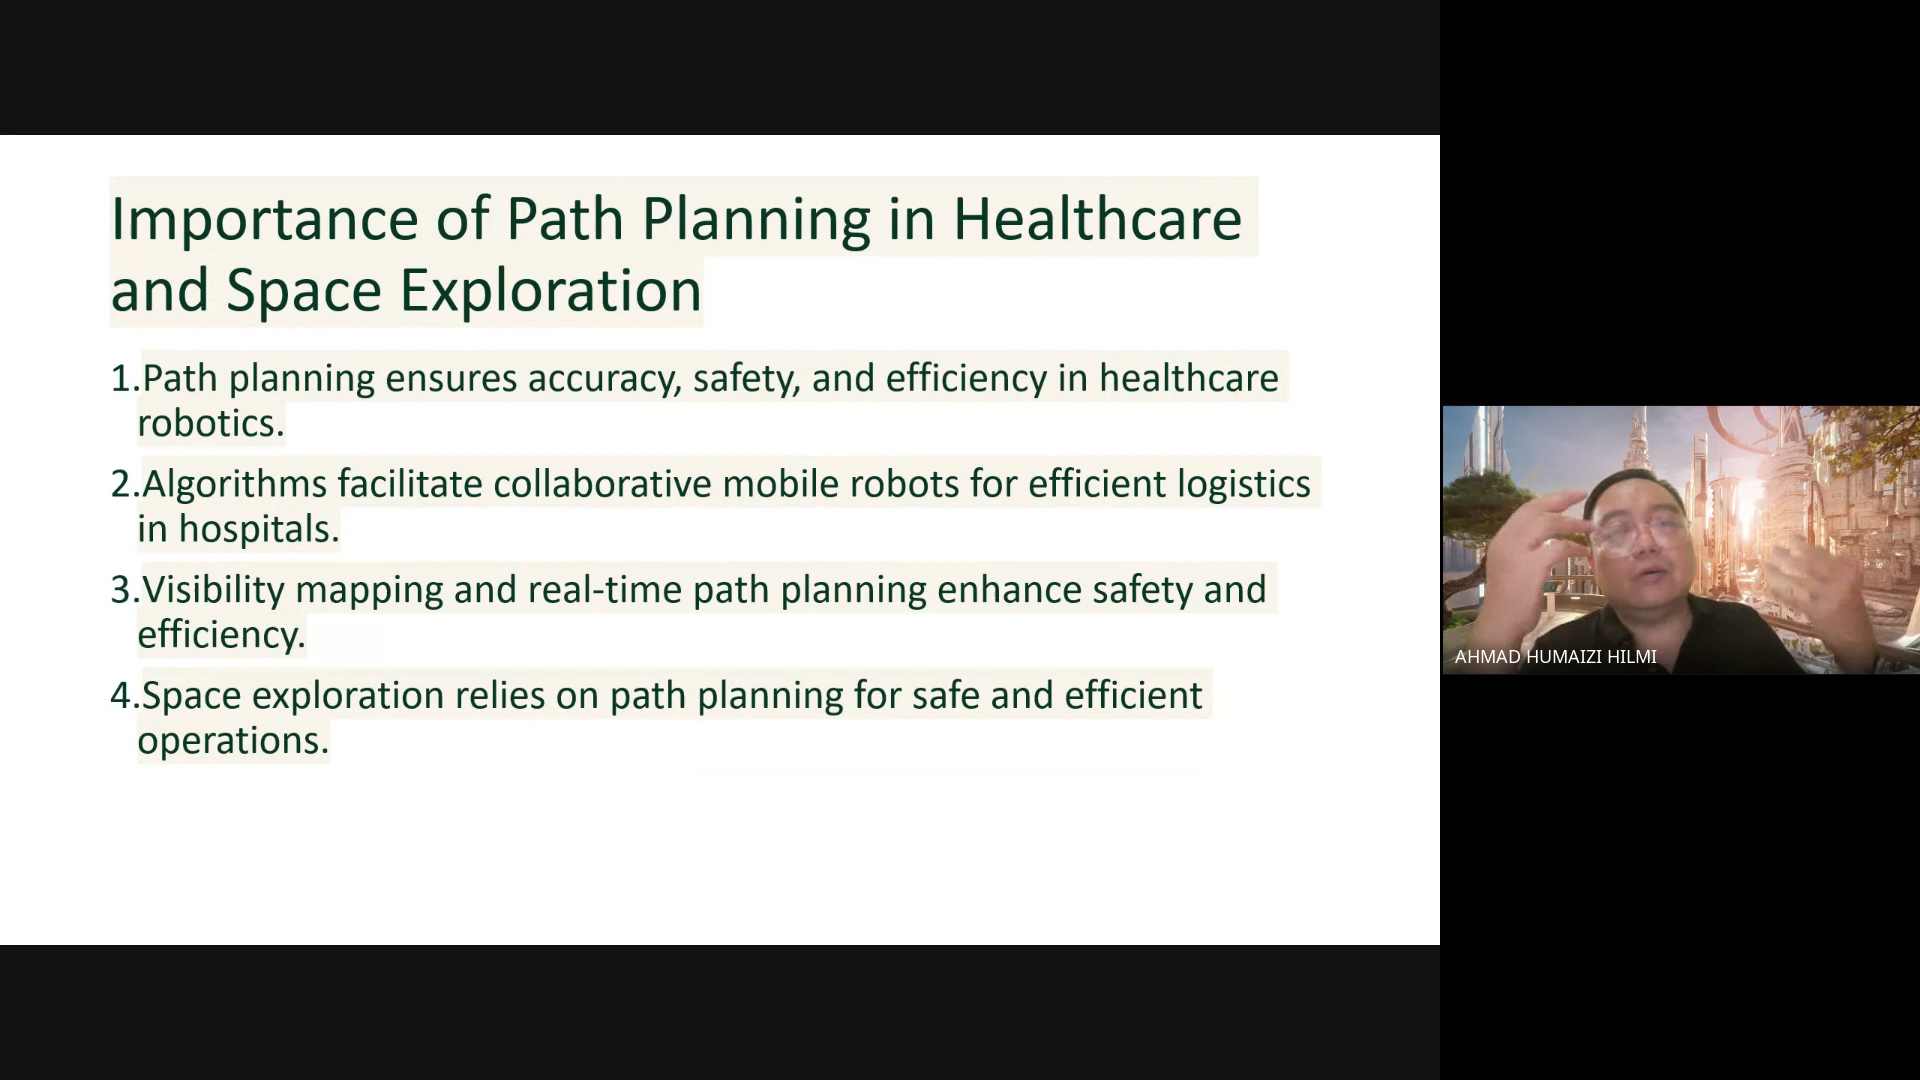 Importance of Path Planning in Healthcare
and Space Exploration
1.Path planning ensures accuracy, safety, and efficiency in healthcare
robotics.
2.Algorithms facilitate collaborative mobile robots for efficient logistics
in hospitals.
3.Visibility mapping and real-time path planning enhance safety and
efficiency.
4.Space exploration relies on path planning for safe and efficient
operations.
AHMAD HUMAIZI HILMI